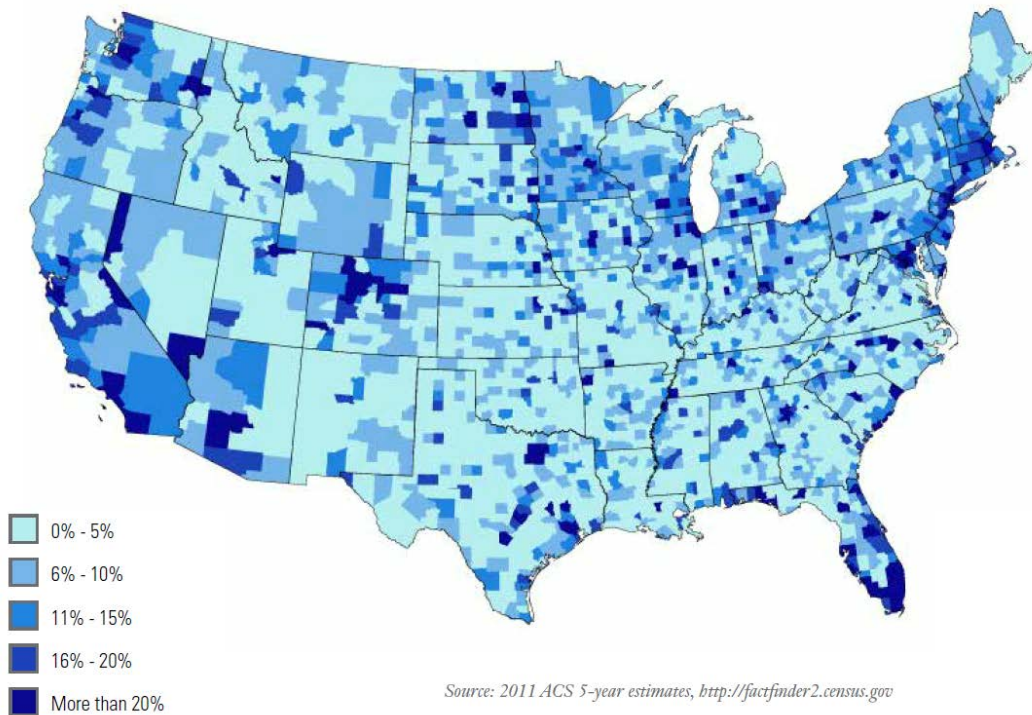 0% - 5%
6% - 10%
11% - 15%
16% - 20%
More than 20%
Source: 2011 ACS 5-year estimates, http://factfinder2.census.gov